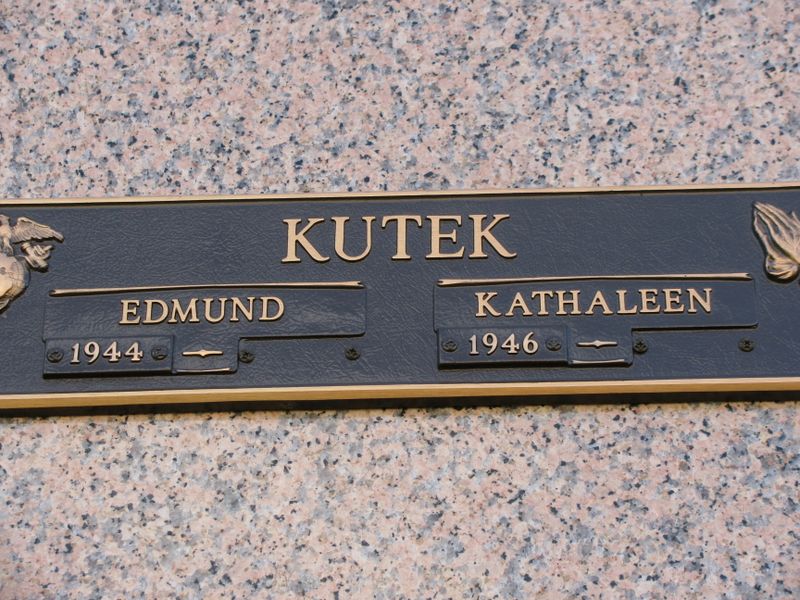 KUTEK
EDMUND
1944 –
KATHALEEN
1946 –